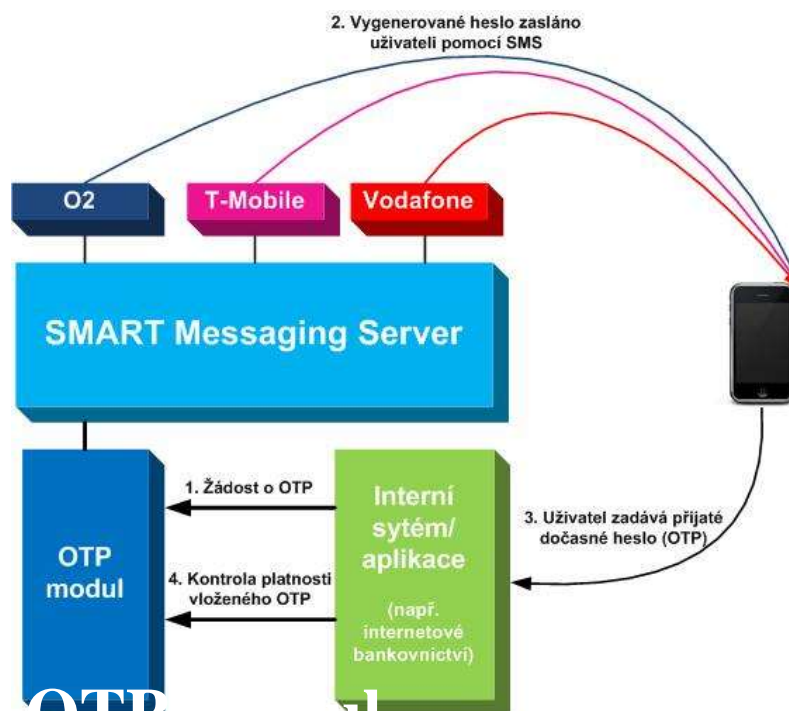 2. Vygenerované heslo zasláno
uživateli pomocí SMS
O2
T-Mobile
Vodafone
SMART Messaging Server
1. Žádost o OTP
Interní
sytém/
aplikace
3. Uživatel zadává přijaté
dočasné heslo (OTP)
OTP
modul
4. Kontrola platnosti
vloženého OTP
(např.
internetové
bankovnictví)
OTP